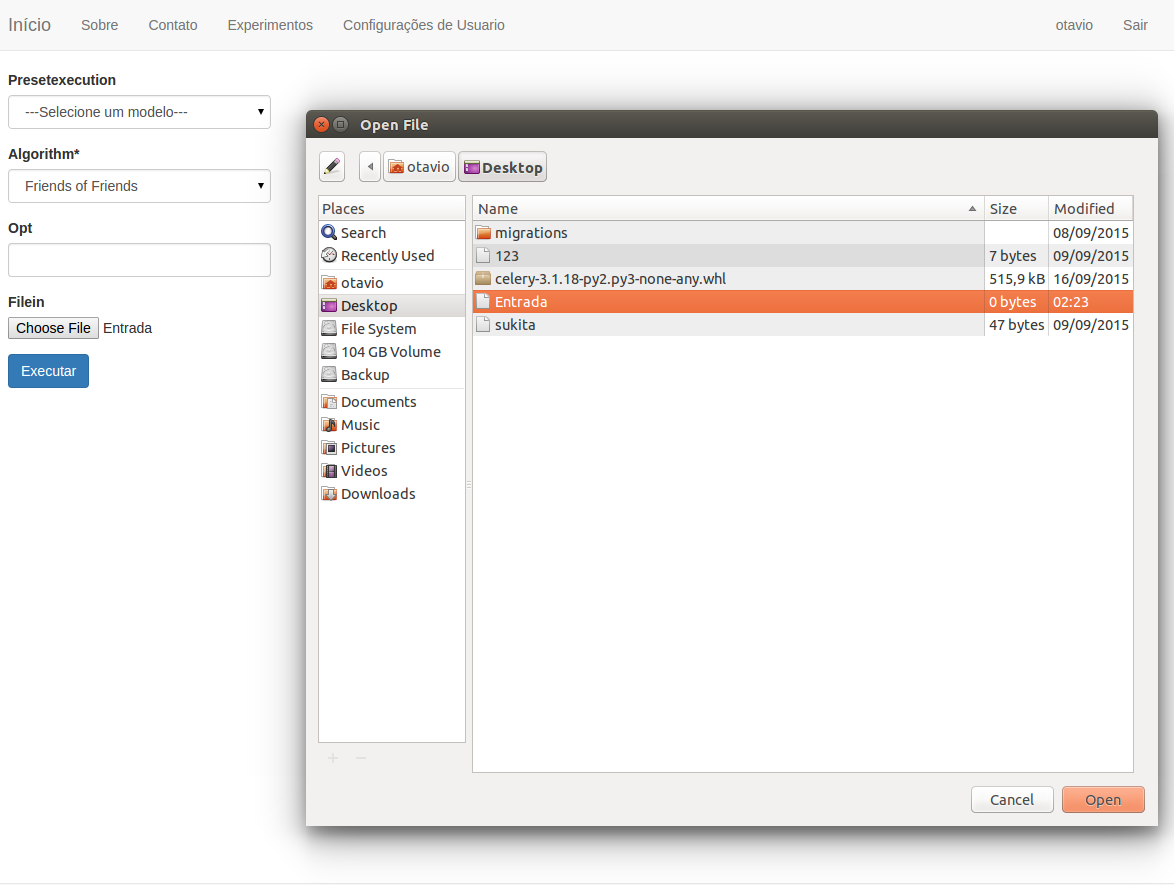 Início Sobre Contato Experimentos Configurações de Usuario otavio Sair
Presetexecution
---Selecione um modelo---
Algorithm*
Friends of Friends
Opt
Filein
Choose File Entrada
Executar
Open File
otavio Desktop
Places
Search
Recently Used
otavio
Desktop
File System
104 GB Volume
Backup
Documents
Music
Pictures
Videos
Downloads
Name Size Modified
migrations 08/09/2015
123 7 bytes 09/09/2015
celery-3.1.18-py2.py3-none-any.whl 515,9 kB 16/09/2015
Entrada 0 bytes 02:23
sukita 47 bytes 09/09/2015
Cancel Open